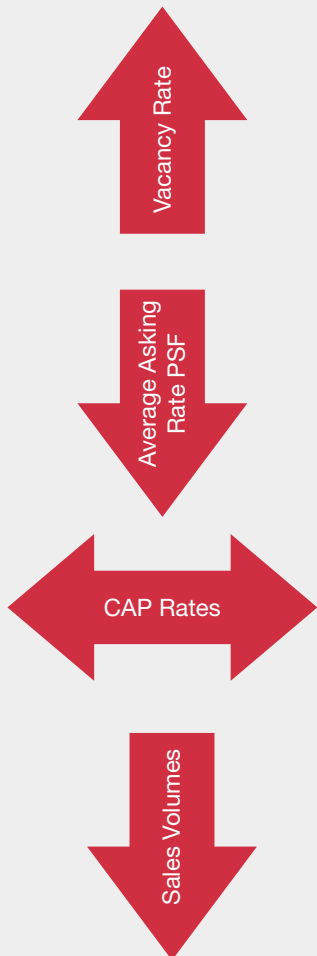 Vacancy Rate
Average Asking
Rate PSF
CAP Rates
Sales Volumes